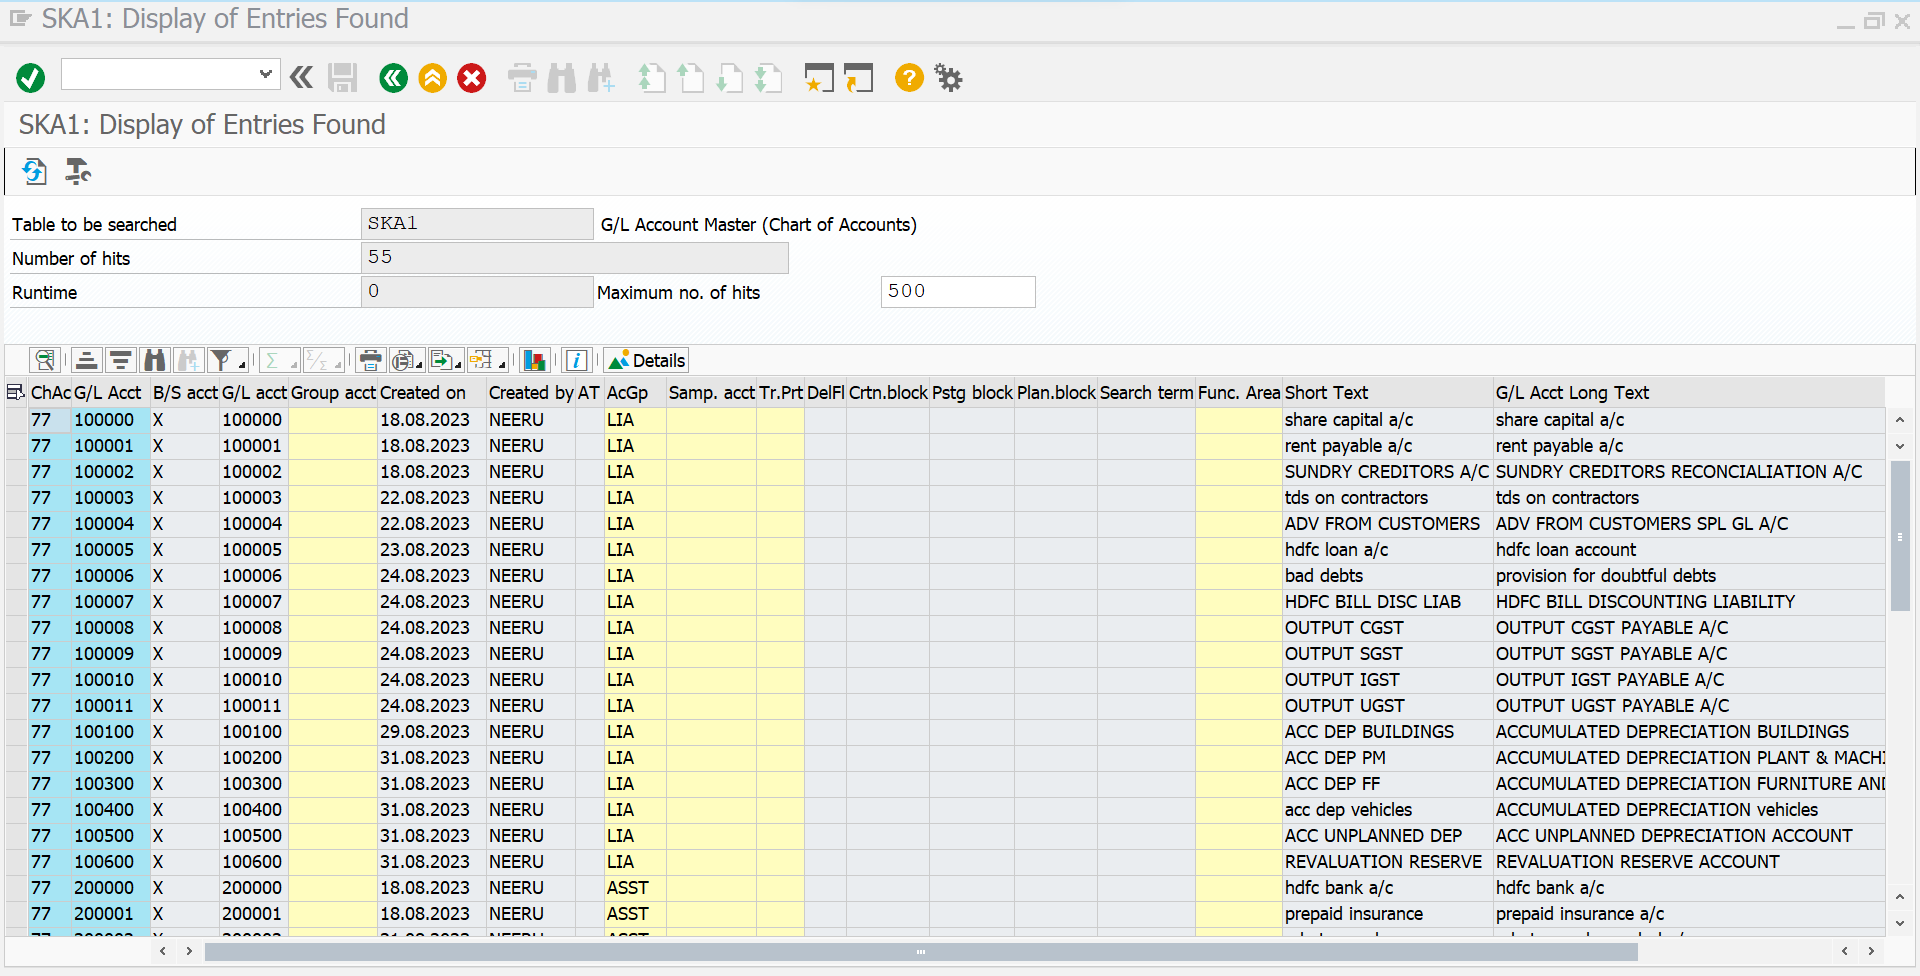 SKA1: Display of Entries Found
SKA1: Display of Entries Found
Table to be searched SKA1 G/L Account Master (Chart of Accounts)
Number of hits 55
Runtime 0 Maximum no. of hits 500
Details
ChAc G/L Acct B/S acct G/L acct Group acct Created on Created by AT AcGp Samp. acct Tr.Prt DelFl Crtn.block Pstg block Plan.block Search term Func. Area Short Text G/L Acct Long Text
77 100000 X 100000 18.08.2023 NEERU LIA share capital a/c share capital a/c
77 100001 X 100001 18.08.2023 NEERU LIA rent payable a/c rent payable a/c
77 100002 X 100002 18.08.2023 NEERU LIA SUNDRY CREDITORS A/C SUNDRY CREDITORS RECONCIALIATION A/C
77 100003 X 100003 22.08.2023 NEERU LIA tds on contractors tds on contractors
77 100004 X 100004 22.08.2023 NEERU LIA ADV FROM CUSTOMERS ADV FROM CUSTOMERS SPL GL A/C
77 100005 X 100005 23.08.2023 NEERU LIA hdfc loan a/c hdfc loan account
77 100006 X 100006 24.08.2023 NEERU LIA bad debts provision for doubtful debts
77 100007 X 100007 24.08.2023 NEERU LIA HDFC BILL DISC LIAB HDFC BILL DISCOUNTING LIABILITY
77 100008 X 100008 24.08.2023 NEERU LIA OUTPUT CGST OUTPUT CGST PAYABLE A/C
77 100009 X 100009 24.08.2023 NEERU LIA OUTPUT SGST OUTPUT SGST PAYABLE A/C
77 100010 X 100010 24.08.2023 NEERU LIA OUTPUT IGST OUTPUT IGST PAYABLE A/C
77 100011 X 100011 24.08.2023 NEERU LIA OUTPUT UGST OUTPUT UGST PAYABLE A/C
77 100100 X 100100 29.08.2023 NEERU LIA ACC DEP BUILDINGS ACCUMULATED DEPRECIATION BUILDINGS
77 100200 X 100200 31.08.2023 NEERU LIA ACC DEP PM ACCUMULATED DEPRECIATION PLANT & MACHI
77 100300 X 100300 31.08.2023 NEERU LIA ACC DEP FF ACCUMULATED DEPRECIATION FURNITURE AND
77 100400 X 100400 31.08.2023 NEERU LIA acc dep vehicles ACCUMULATED DEPRECIATION vehicles
77 100500 X 100500 31.08.2023 NEERU LIA ACC UNPLANNED DEP ACC UNPLANNED DEPRECIATION ACCOUNT
77 100600 X 100600 31.08.2023 NEERU LIA REVALUATION RESERVE REVALUATION RESERVE ACCOUNT
77 200000 X 200000 18.08.2023 NEERU ASST hdfc bank a/c hdfc bank a/c
77 200001 X 200001 18.08.2023 NEERU ASST prepaid insurance prepaid insurance a/c